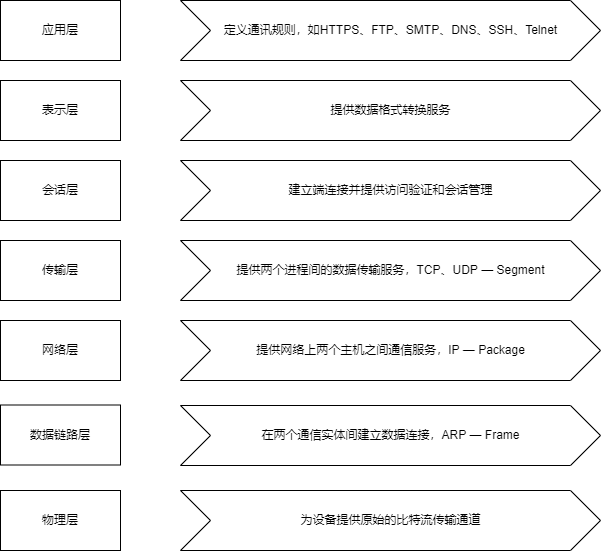 应用层
定义通讯规则，如HTTPS、FTP、SMTP、DNS、SSH、Telnet
表示层
提供数据格式转换服务
会话层
建立端连接并提供访问验证和会话管理
传输层
提供两个进程间的数据传输服务，TCP、UDP — Segment
网络层
提供网络上两个主机之间通信服务，IP — Package
数据链路层
在两个通信实体间建立数据连接，ARP — Frame
物理层
为设备提供原始的比特流传输通道